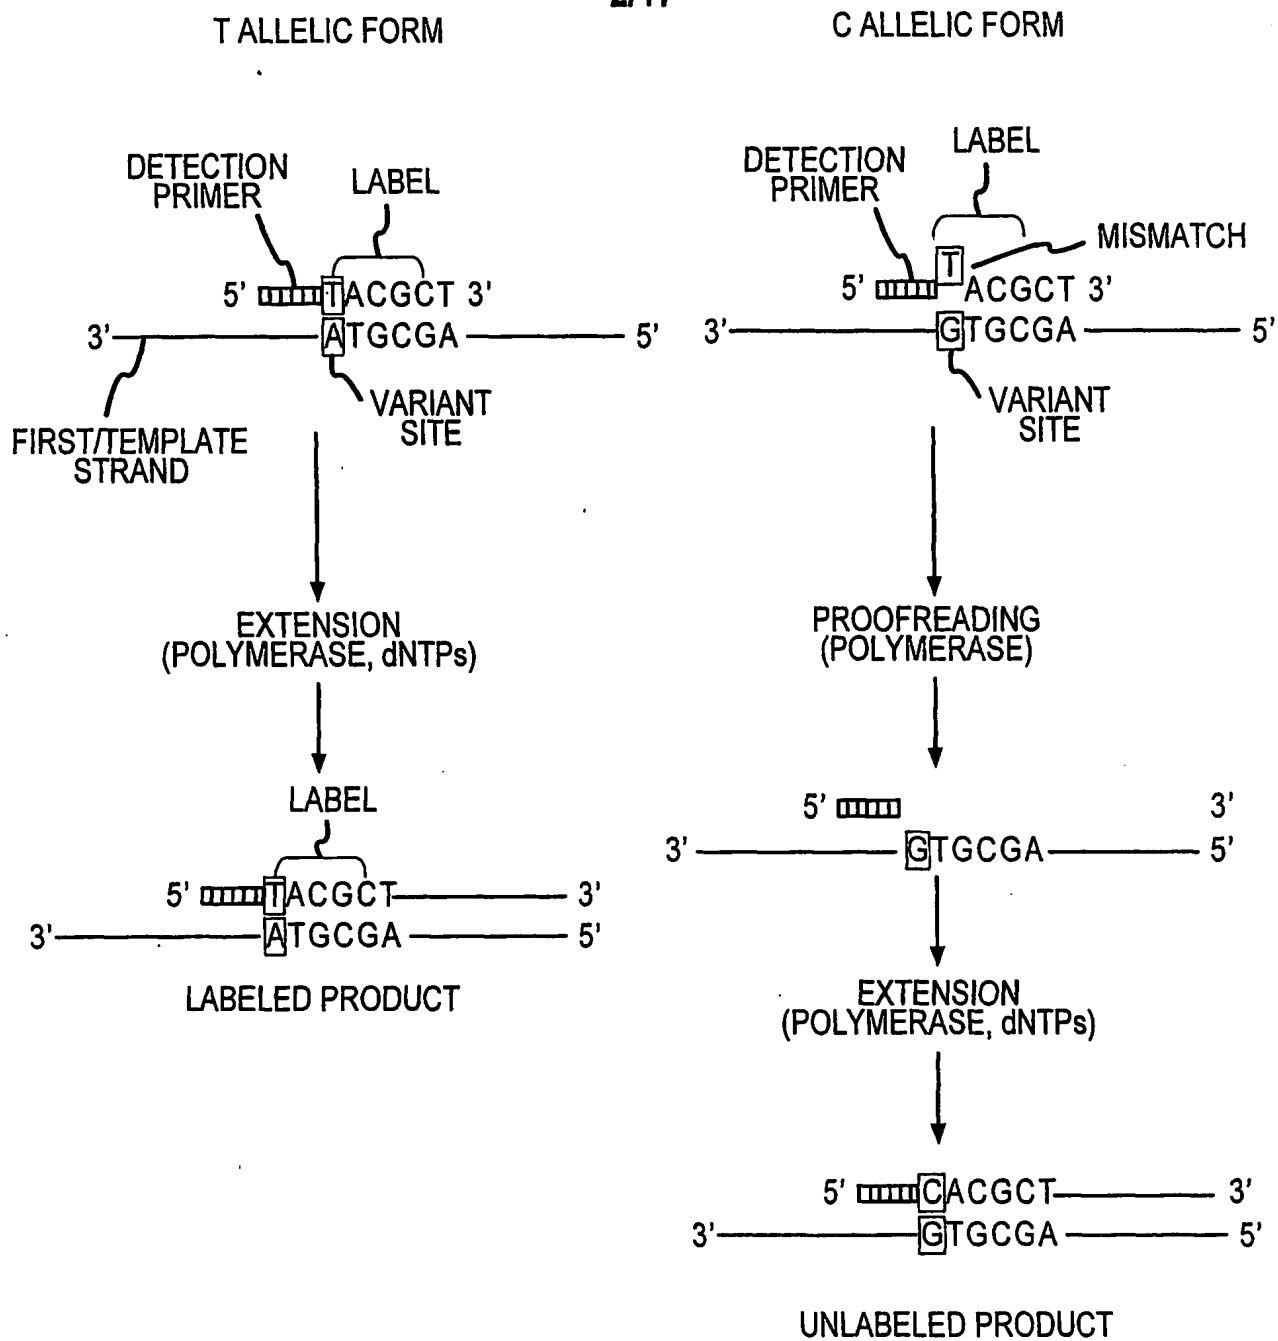 T ALLELIC FORM
DETECTION
PRIMER
LABEL
5' TACGCT 3'
3' ATGCGA 5'
VARIANT
SITE
FIRST/TEMPLATE
STRAND
EXTENSION
(POLYMERASE, dNTPs)
LABEL
5' TACGCT 3'
3' ATGCGA 5'
LABELED PRODUCT
C ALLELIC FORM
DETECTION
PRIMER
LABEL
MISMATCH
T
5' ACGCT 3'
3' GTGCGA 5'
VARIANT
SITE
PROOFREADING
(POLYMERASE)
5' 3'
3' GTGCGA 5'
EXTENSION
(POLYMERASE, dNTPs)
5' CACGCT 3'
3' GTGCGA 5'
UNLABELED PRODUCT